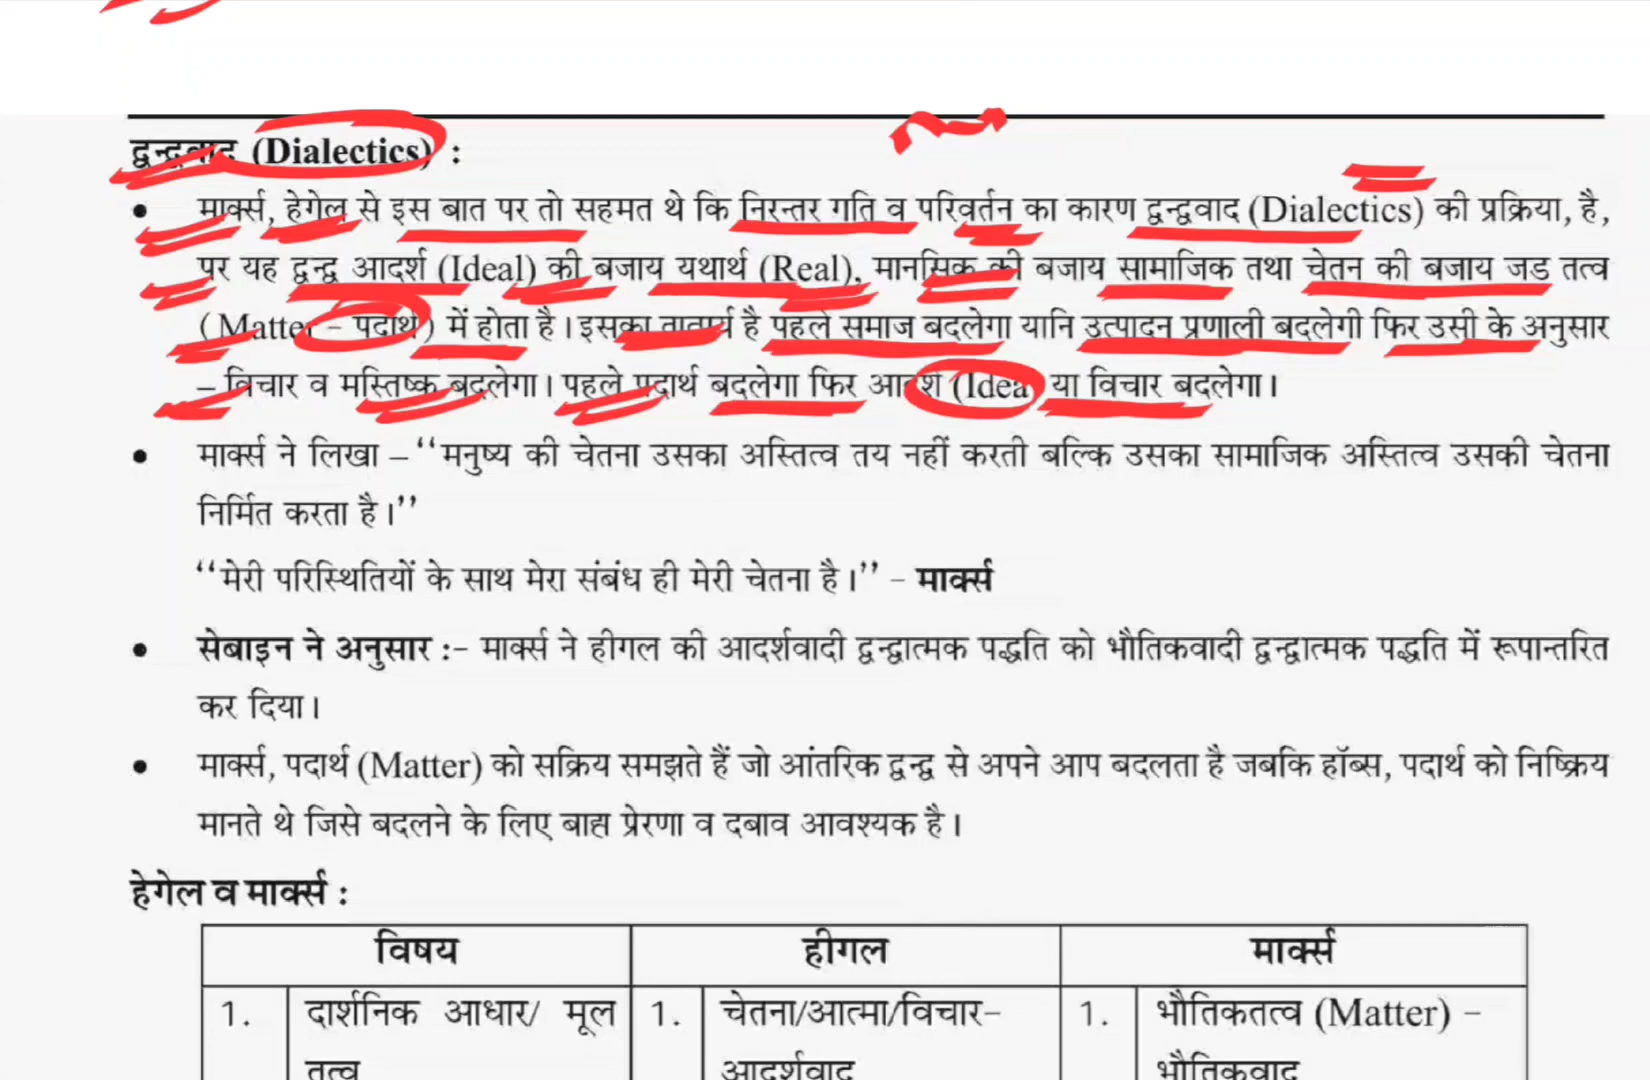 द्वन्द्ववाद (Dialectics) :
• मार्क्स, हेगेल से इस बात पर तो सहमत थे कि निरन्तर गति व परिवर्तन का कारण द्वन्द्ववाद (Dialectics) की प्रक्रिया, है,
पर यह द्वन्द्व आदर्श (Ideal) की बजाय यथार्थ (Real), मानसिक की बजाय सामाजिक तथा चेतन की बजाय जड तत्व
( Matter – पदार्थ) में होता है। इसका तात्पर्य है पहले समाज बदलेगा यानि उत्पादन प्रणाली बदलेगी फिर उसी के अनुसार
– विचार व मस्तिष्क बदलेगा। पहले पदार्थ बदलेगा फिर आदर्श (Idea) या विचार बदलेगा।
• मार्क्स ने लिखा – ‘‘मनुष्य की चेतना उसका अस्तित्व तय नहीं करती बल्कि उसका सामाजिक अस्तित्व उसकी चेतना
निर्मित करता है।’’
‘‘मेरी परिस्थितियों के साथ मेरा संबंध ही मेरी चेतना है।’’ – मार्क्स
• सेबाइन ने अनुसार :– मार्क्स ने हीगल की आदर्शवादी द्वन्द्वात्मक पद्धति को भौतिकवादी द्वन्द्वात्मक पद्धति में रूपान्तरित
कर दिया।
• मार्क्स, पदार्थ (Matter) को सक्रिय समझते हैं जो आंतरिक द्वन्द्व से अपने आप बदलता है जबकि हॉब्स, पदार्थ को निष्क्रिय
मानते थे जिसे बदलने के लिए बाह्य प्रेरणा व दबाव आवश्यक है।
हेगेल व मार्क्स :
विषय हीगल मार्क्स
1. दार्शनिक आधार/ मूल 1. चेतना/आत्मा/विचार– 1. भौतिकतत्व (Matter) –
तत्व आदर्शवाद भौतिकवाद